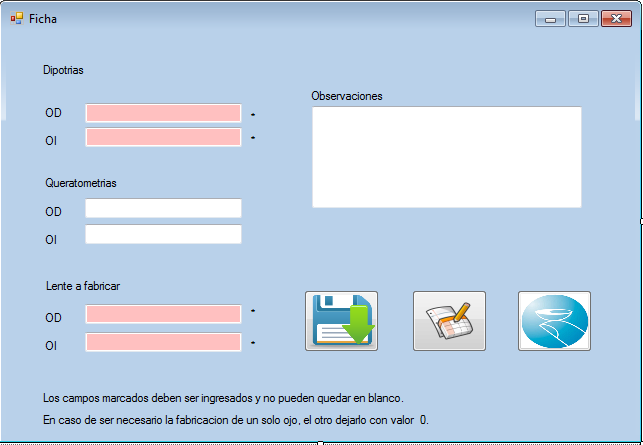 Ficha
Dipotrias
OD *
OI *
Observaciones
Queratometrias
OD
OI
Lente a fabricar
OD *
OI *
Los campos marcados deben ser ingresados y no pueden quedar en blanco.
En caso de ser necesario la fabricacion de un solo ojo, el otro dejarlo con valor 0.